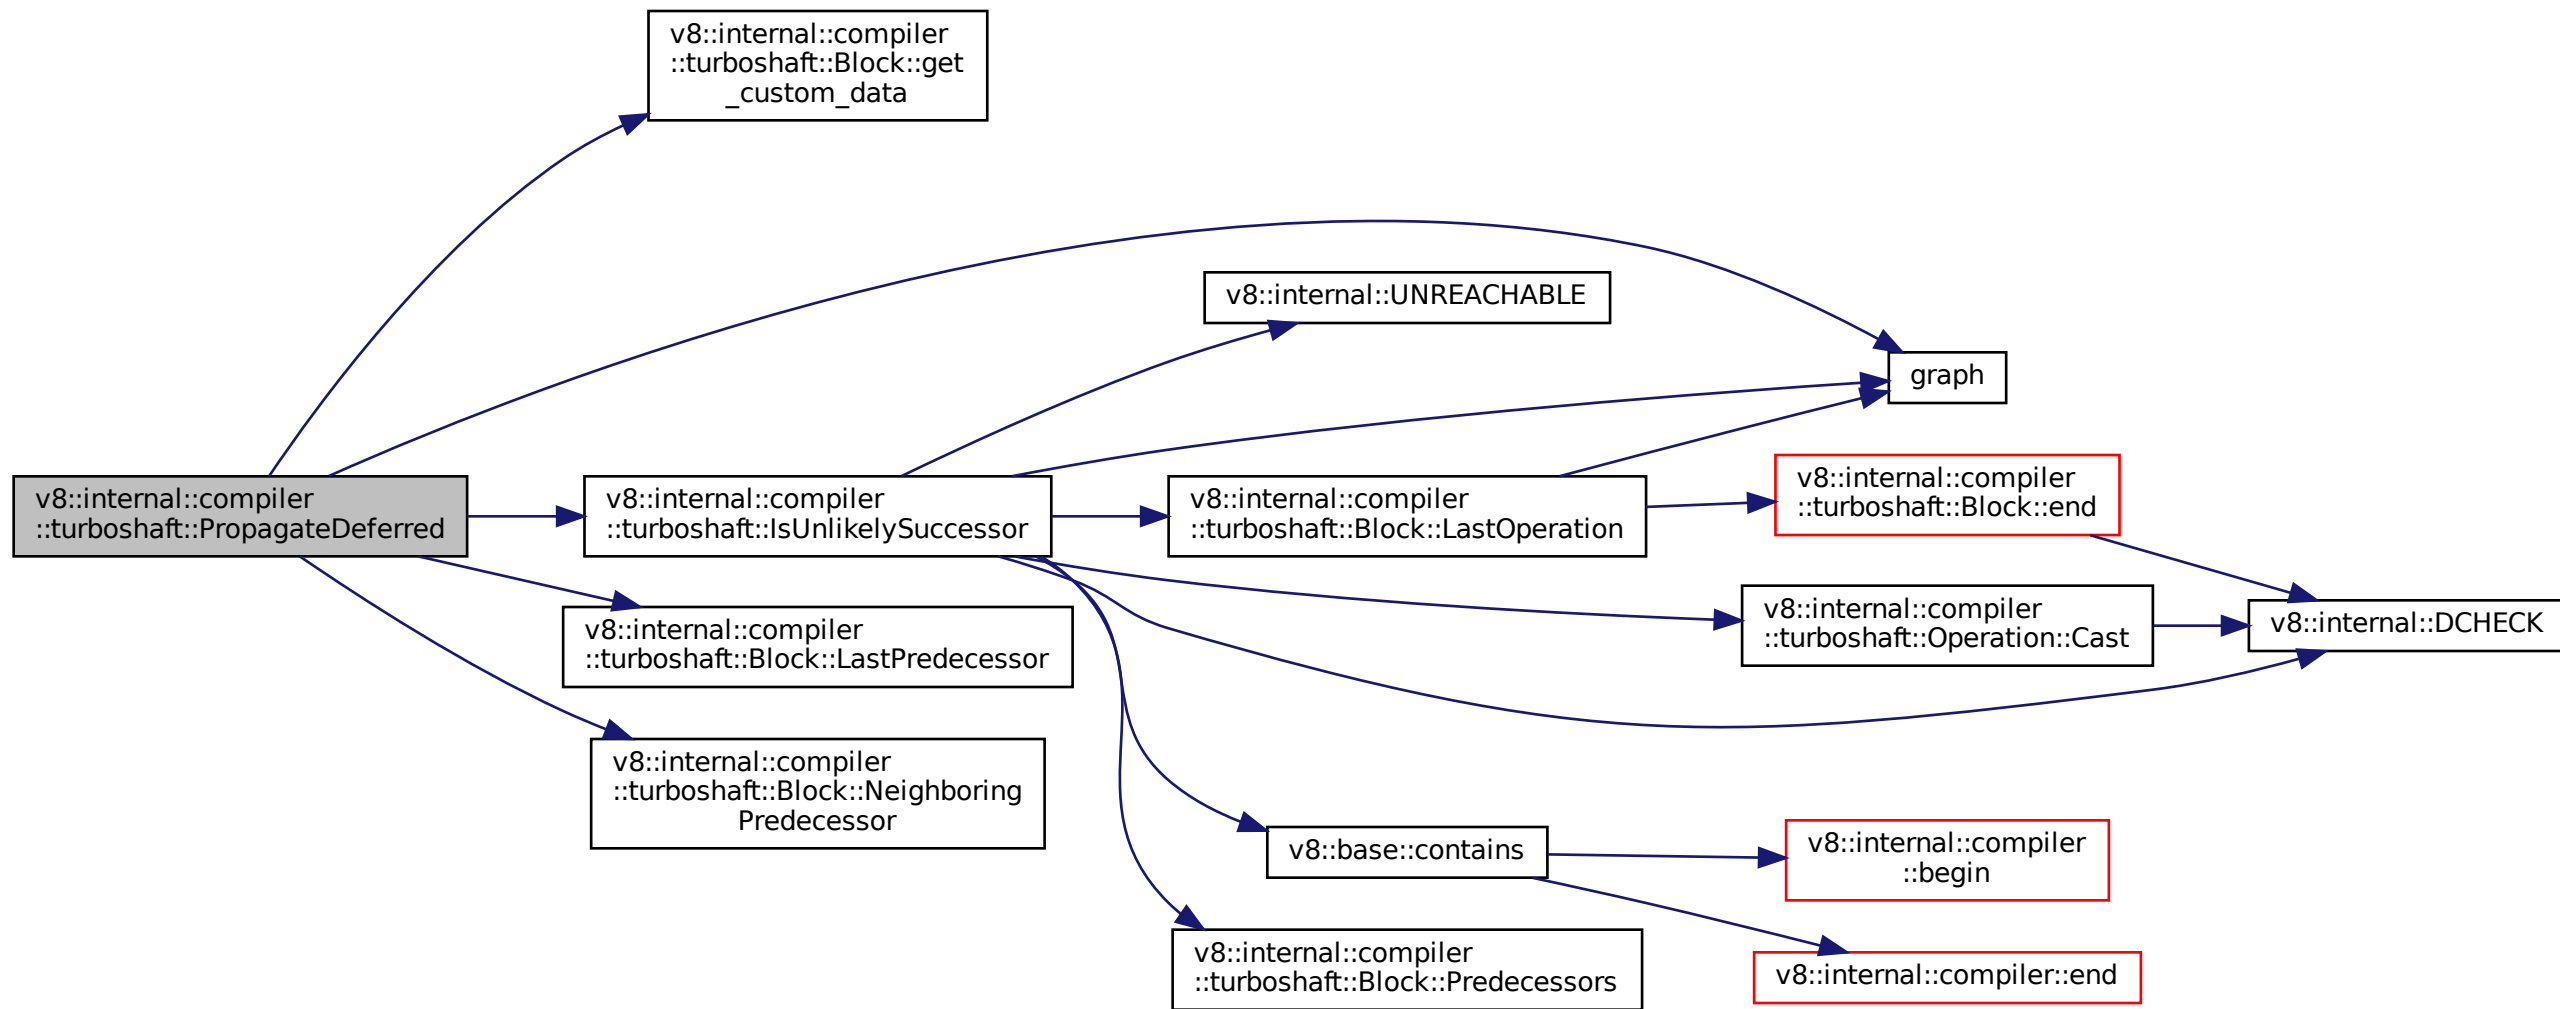 v8::internal::compiler
::turboshaft::Block::get
_custom_data
v8::internal::UNREACHABLE
graph
v8::internal::compiler
::turboshaft::PropagateDeferred
v8::internal::compiler
::turboshaft::IsUnlikelySuccessor
v8::internal::compiler
::turboshaft::Block::LastOperation
v8::internal::compiler
::turboshaft::Block::end
v8::internal::compiler
::turboshaft::Operation::Cast
v8::internal::DCHECK
v8::internal::compiler
::turboshaft::Block::LastPredecessor
v8::internal::compiler
::turboshaft::Block::Neighboring
Predecessor
v8::base::contains
v8::internal::compiler
::begin
v8::internal::compiler
::turboshaft::Block::Predecessors
v8::internal::compiler::end